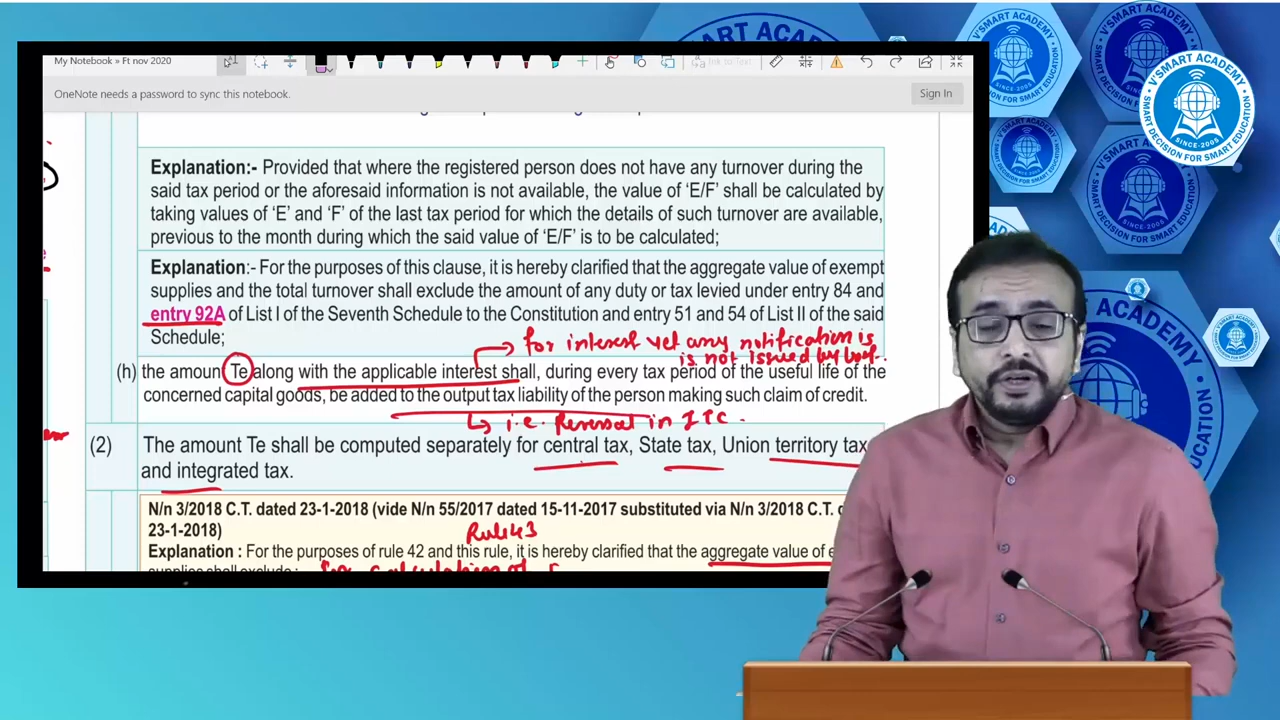 My Notebook » Ft nov 2020
OneNote needs a password to sync this notebook.
Sign In
Explanation:- Provided that where the registered person does not have any turnover during the
said tax period or the aforesaid information is not available, the value of 'E/F' shall be calculated by
taking values of 'E' and 'F' of the last tax period for which the details of such turnover are available,
previous to the month during which the said value of 'E/F' is to be calculated;
Explanation:- For the purposes of this clause, it is hereby clarified that the aggregate value of exempt
supplies and the total turnover shall exclude the amount of any duty or tax levied under entry 84 and
entry 92A of List I of the Seventh Schedule to the Constitution and entry 51 and 54 of List II of the said
Schedule;
for interest yet any notification is
is not issued by Govt.
(h) the amount Te along with the applicable interest shall, during every tax period of the useful life of the
concerned capital goods, be added to the output tax liability of the person making such claim of credit.
i.e. Reversal in ITC.
(2) The amount Te shall be computed separately for central tax, State tax, Union territory tax
and integrated tax.
N/n 3/2018 C.T. dated 23-1-2018 (vide N/n 55/2017 dated 15-11-2017 substituted via N/n 3/2018 C.T.
23-1-2018)
Rule 43
Explanation : For the purposes of rule 42 and this rule, it is hereby clarified that the aggregate value of
supplies shall exclude:
calculation of
V'SMART ACADEMY
SINCE-2005
SMART DECISION FOR SMART EDUCATION